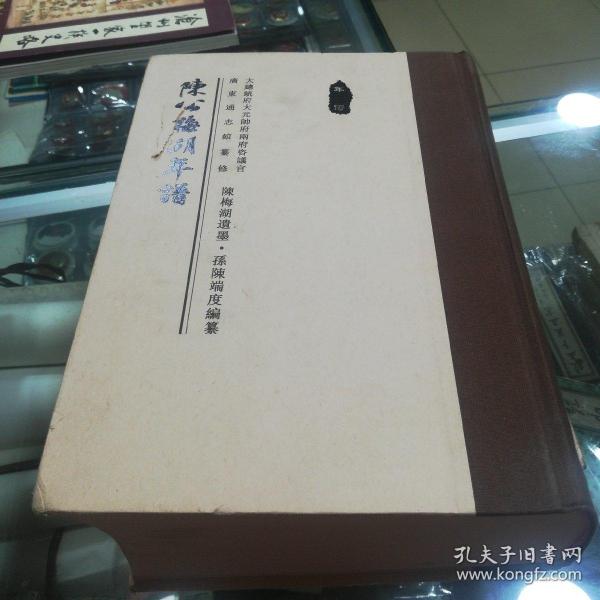 年譜
大總統府大元帥府兩府咨議官
廣東通志館纂修
陳梅湖遺墨·孫陳端度編纂
陳公梅湖年譜
孔夫子旧书网
www.kongfz.com